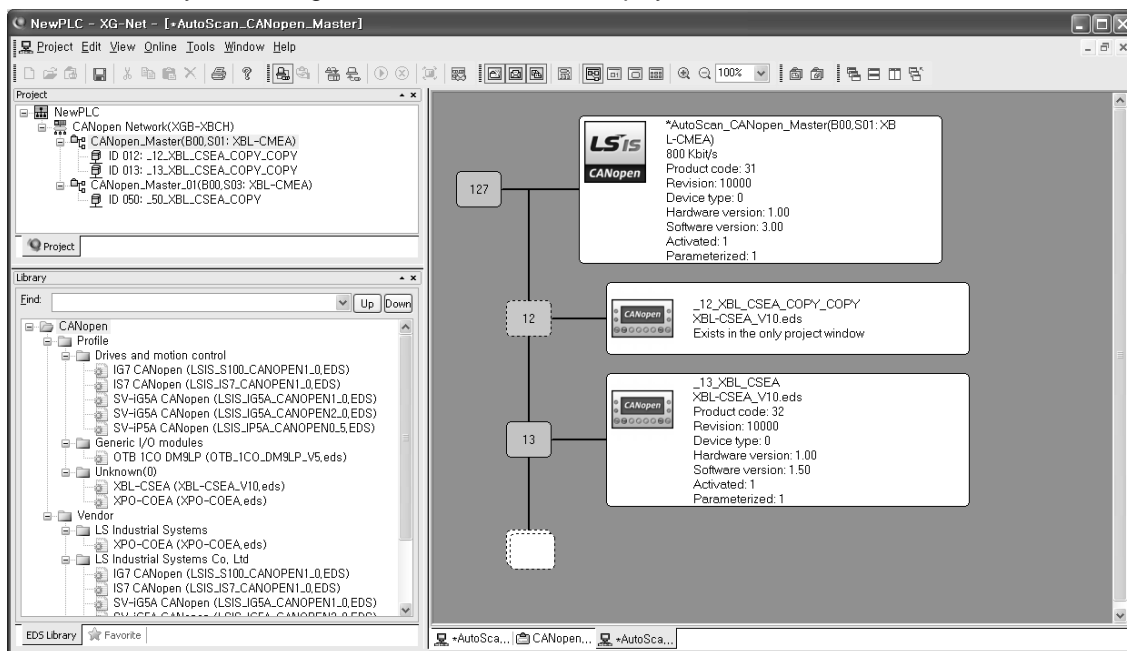 NewPLC - XG-Net - [*AutoScan_CANopen_Master]
Project Edit View Online Tools Window Help
100%
Project
NewPLC
CANopen Network(XGB-XBCH)
CANopen_Master(B00,S01: XBL-CMEA)
ID 012: _12_XBL_CSEA_COPY_COPY
ID 013: _13_XBL_CSEA_COPY_COPY
CANopen_Master_01(B00,S03: XBL-CMEA)
ID 050: _50_XBL_CSEA_COPY
Project
Library
Find:
Up Down
CANopen
Profile
Drives and motion control
IG7 CANopen (LSIS_S100_CANOPEN1_0,EDS)
IS7 CANopen (LSIS_IS7_CANOPEN1_0,EDS)
SV-iG5A CANopen (LSIS_IG5A_CANOPEN1_0,EDS)
SV-iG5A CANopen (LSIS_IG5A_CANOPEN2_0,EDS)
SV-iP5A CANopen (LSIS_IP5A_CANOPEN0_5,EDS)
Generic I/O modules
OTB 1CO DM9LP (OTB_1CO_DM9LP_V5,eds)
Unknown(0)
XBL-CSEA (XBL-CSEA_V10,eds)
XPO-COEA (XPO-COEA,eds)
Vendor
LS Industrial Systems
XPO-COEA (XPO-COEA,eds)
LS Industrial Systems Co, Ltd
IG7 CANopen (LSIS_S100_CANOPEN1_0,EDS)
IS7 CANopen (LSIS_IS7_CANOPEN1_0,EDS)
SV-iG5A CANopen (LSIS_IG5A_CANOPEN1_0,EDS)
EDS Library Favorite
127
LSIS
CANopen
*AutoScan_CANopen_Master(B00,S01: XB
L-CMEA)
800 Kbit/s
Product code: 31
Revision: 10000
Device type: 0
Hardware version: 1.00
Software version: 3.00
Activated: 1
Parameterized: 1
12
CANopen
_12_XBL_CSEA_COPY_COPY
XBL-CSEA_V10.eds
Exists in the only project window
13
CANopen
_13_XBL_CSEA
XBL-CSEA_V10.eds
Product code: 32
Revision: 10000
Device type: 0
Hardware version: 1.00
Software version: 1.50
Activated: 1
Parameterized: 1
*AutoSca... CANopen... *AutoSca...